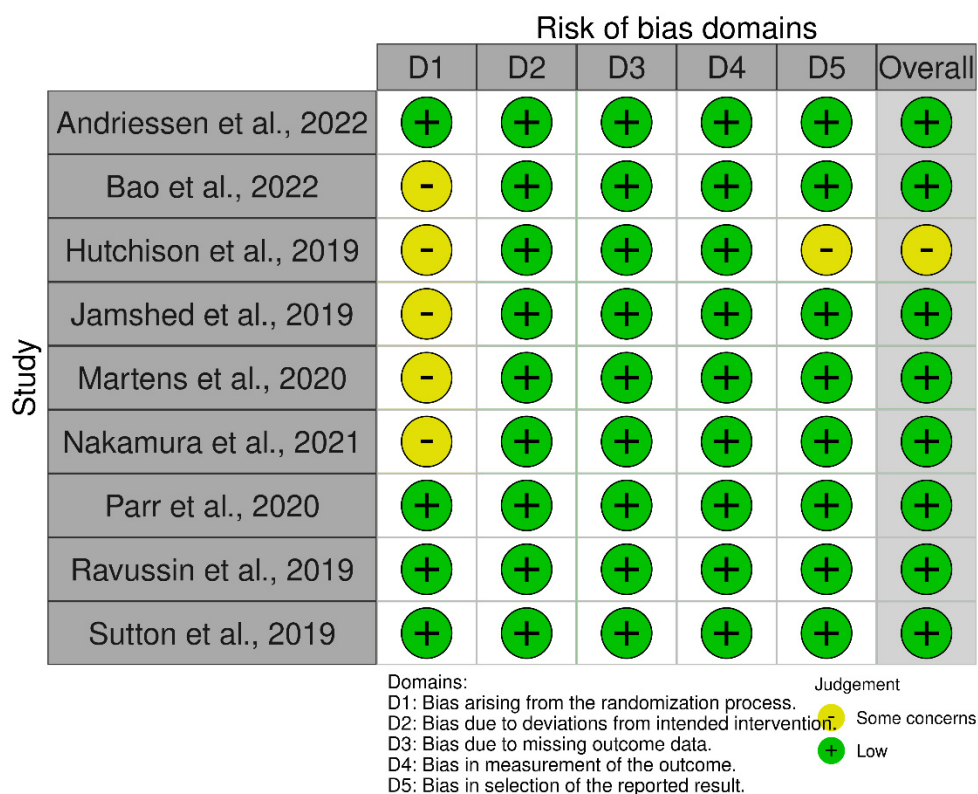 Risk of bias domains
D1 D2 D3 D4 D5 Overall
Study
Andriessen et al., 2022 + + + + + +
Bao et al., 2022 - + + + + +
Hutchison et al., 2019 - + + + - -
Jamshed et al., 2019 - + + + + +
Martens et al., 2020 - + + + + +
Nakamura et al., 2021 - + + + + +
Parr et al., 2020 + + + + + +
Ravussin et al., 2019 + + + + + +
Sutton et al., 2019 + + + + + +
Domains:
D1: Bias arising from the randomization process.
D2: Bias due to deviations from intended intervention.
D3: Bias due to missing outcome data.
D4: Bias in measurement of the outcome.
D5: Bias in selection of the reported result.
Judgement
- Some concerns
+ Low